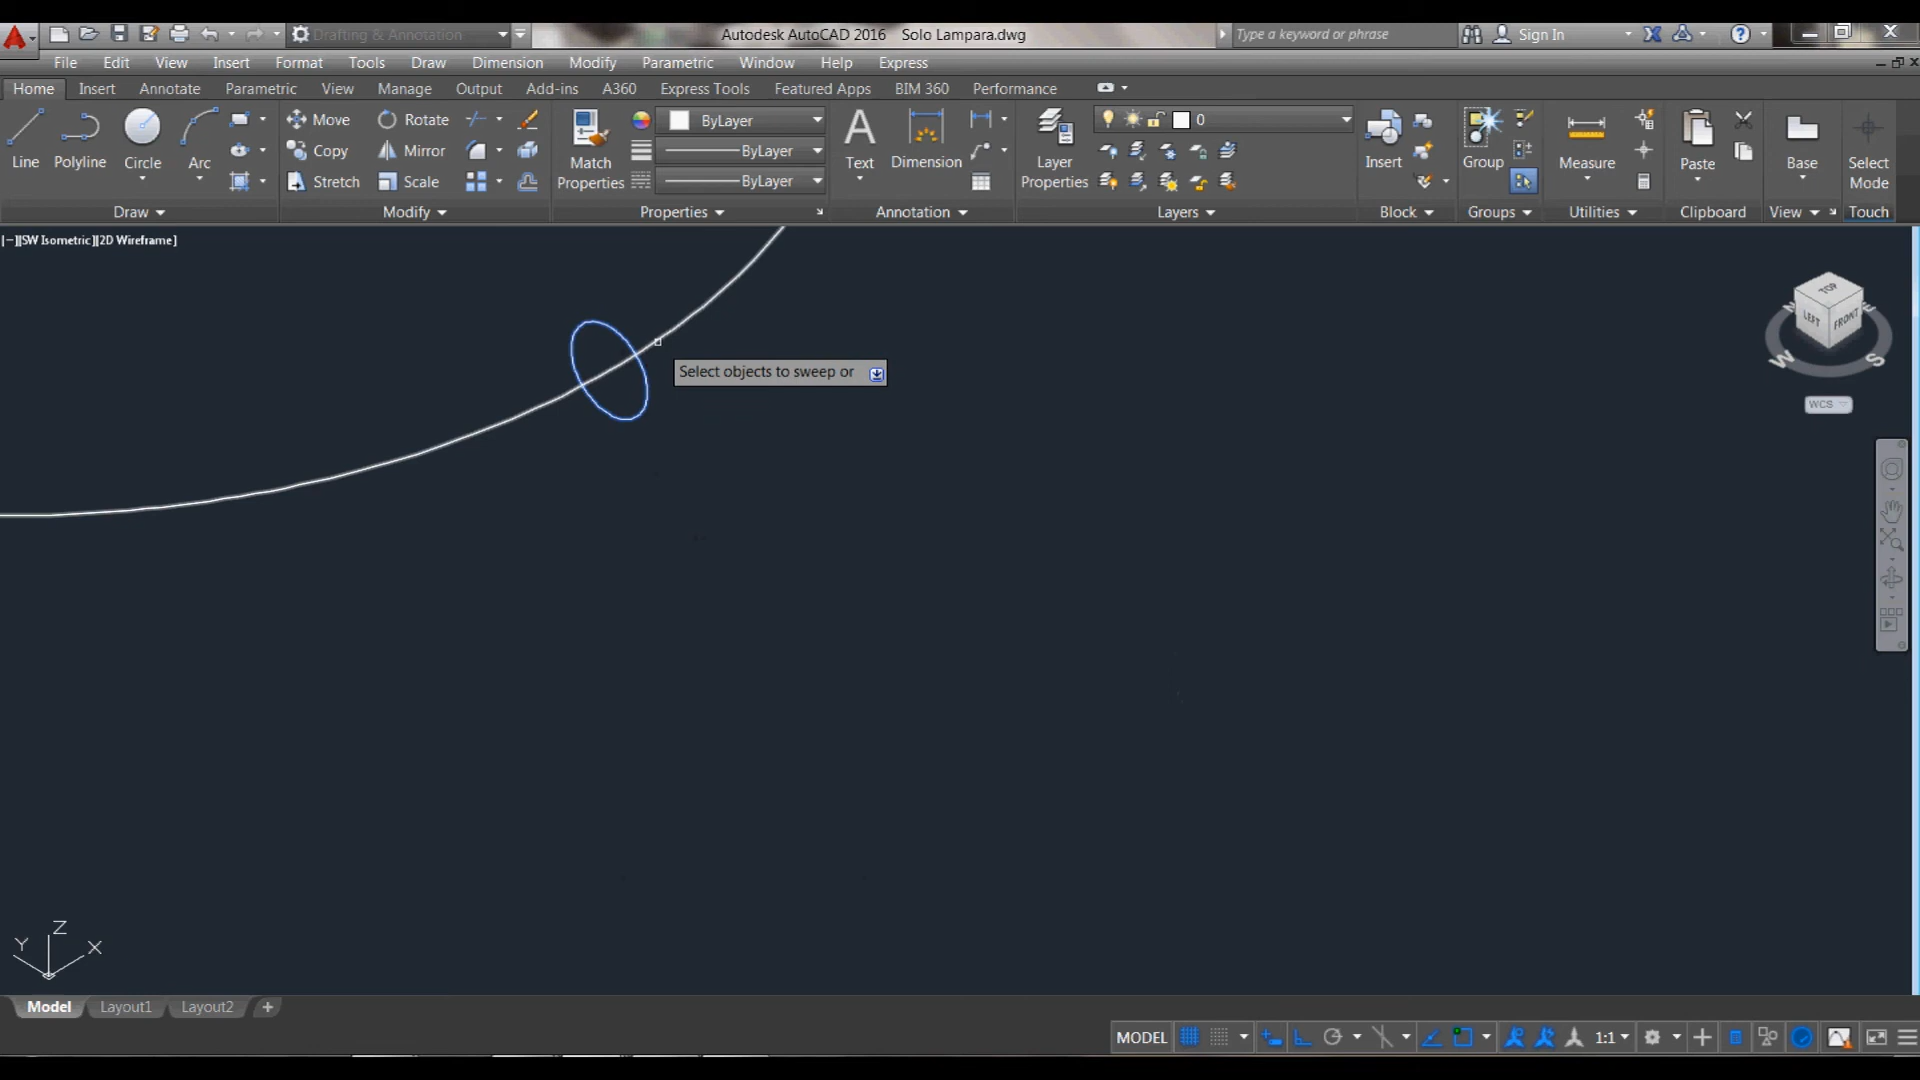 Drafting & Annotation
Autodesk AutoCAD 2016 Solo Lampara.dwg
Type a keyword or phrase
Sign In
File Edit View Insert Format Tools Draw Dimension Modify Parametric Window Help Express
Home Insert Annotate Parametric View Manage Output Add-ins A360 Express Tools Featured Apps BIM 360 Performance
Line Polyline Circle Arc
Move Rotate
Copy Mirror
Stretch Scale
Match Properties
ByLayer
ByLayer
ByLayer
Text Dimension
Layer Properties
0
Insert
Group
Measure
Paste
Base
Select Mode
Draw Modify Properties Annotation Layers Block Groups Utilities Clipboard View Touch
[−][SW Isometric][2D Wireframe]
Select objects to sweep or
TOP
LEFT FRONT
N E
W S
WCS
Z
Y X
Model Layout1 Layout2 +
MODEL 1:1